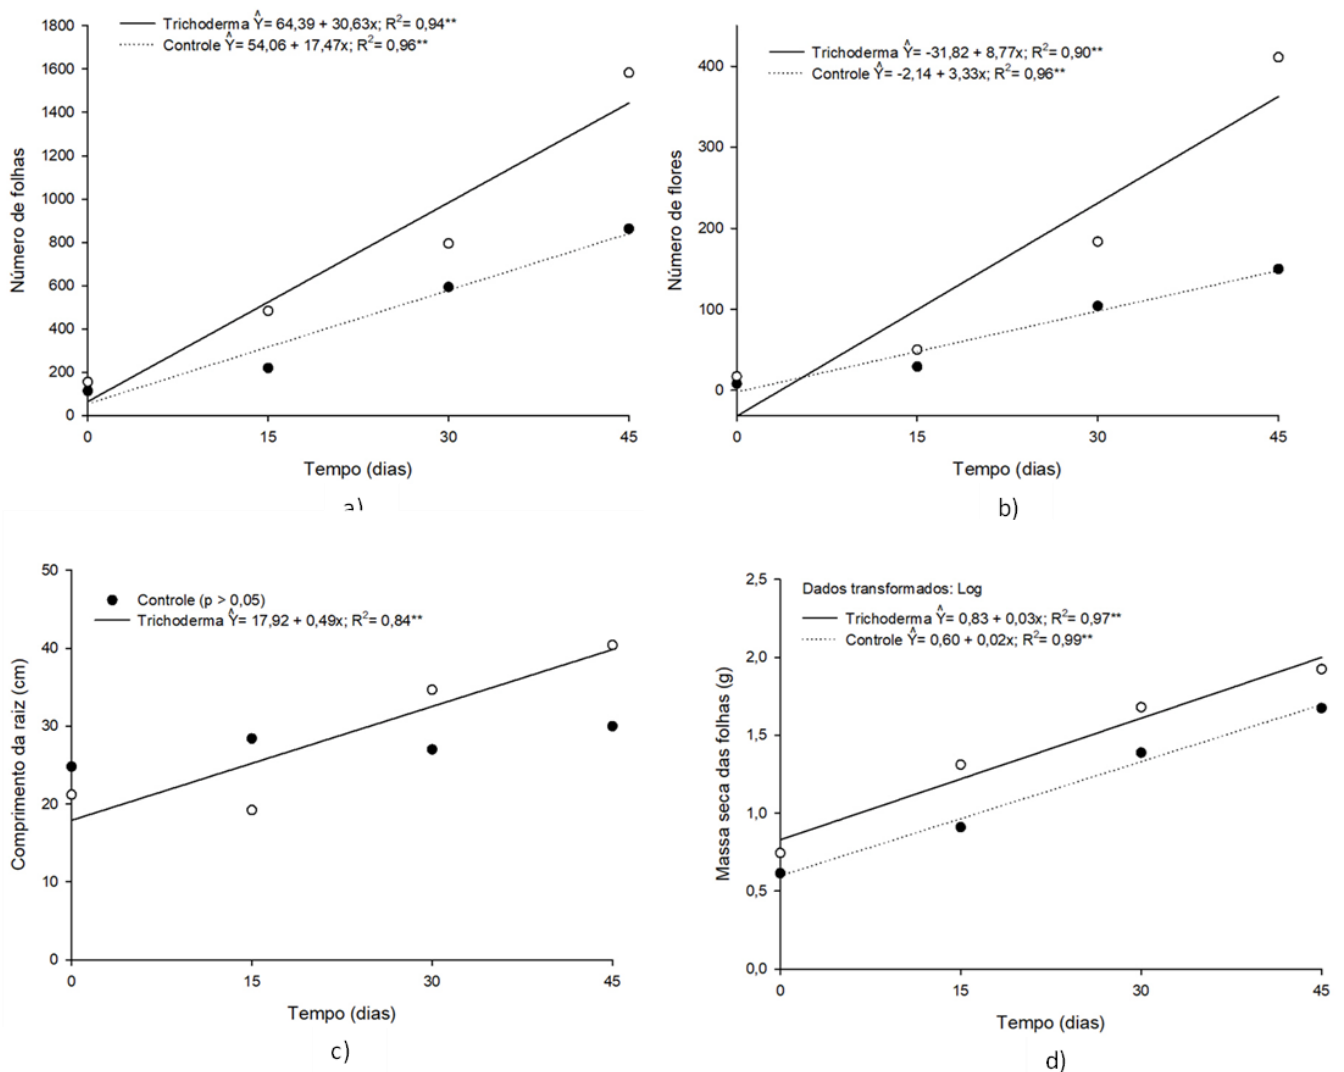 Trichoderma Ŷ= 64,39 + 30,63x; R²= 0,94**
Controle Ŷ= 54,06 + 17,47x; R²= 0,96**
Número de folhas
1800
1600
1400
1200
1000
800
600
400
200
0
0 15 30 45
Tempo (dias)
a)
Trichoderma Ŷ= -31,82 + 8,77x; R²= 0,90**
Controle Ŷ= -2,14 + 3,33x; R²= 0,96**
Número de flores
400
300
200
100
0
0 15 30 45
Tempo (dias)
b)
Controle (p > 0,05)
Trichoderma Ŷ= 17,92 + 0,49x; R²= 0,84**
Comprimento da raiz (cm)
50
40
30
20
10
0
0 15 30 45
Tempo (dias)
c)
Dados transformados: Log
Trichoderma Ŷ= 0,83 + 0,03x; R²= 0,97**
Controle Ŷ= 0,60 + 0,02x; R²= 0,99**
Massa seca das folhas (g)
2,5
2,0
1,5
1,0
0,5
0,0
0 15 30 45
Tempo (dias)
d)